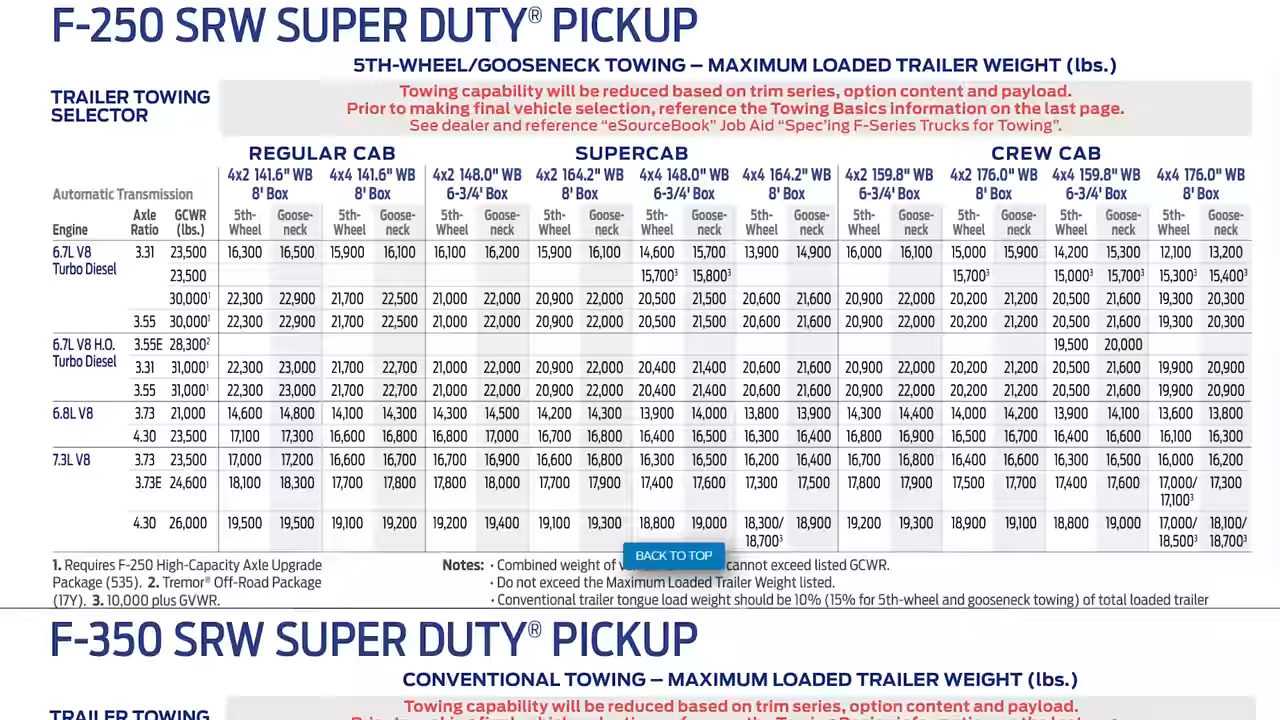 F-250 SRW SUPER DUTY® PICKUP
5TH-WHEEL/GOOSENECK TOWING – MAXIMUM LOADED TRAILER WEIGHT (lbs.)
TRAILER TOWING
SELECTOR
Towing capability will be reduced based on trim series, option content and payload.
Prior to making final vehicle selection, reference the Towing Basics information on the last page.
See dealer and reference “eSourceBook” Job Aid “Spec’ing F-Series Trucks for Towing”.
REGULAR CAB SUPERCAB CREW CAB
4x2 141.6" WB 4x4 141.6" WB 4x2 148.0" WB 4x2 164.2" WB 4x4 148.0" WB 4x4 164.2" WB 4x2 159.8" WB 4x2 176.0" WB 4x4 159.8" WB 4x4 176.0" WB
Automatic Transmission 8' Box 8' Box 6-3/4' Box 8' Box 6-3/4' Box 8' Box 6-3/4' Box 8' Box 6-3/4' Box 8' Box
Axle GCWR 5th- Goose- 5th- Goose- 5th- Goose- 5th- Goose- 5th- Goose- 5th- Goose- 5th- Goose- 5th- Goose- 5th- Goose- 5th- Goose-
Engine Ratio (lbs.) Wheel neck Wheel neck Wheel neck Wheel neck Wheel neck Wheel neck Wheel neck Wheel neck Wheel neck Wheel neck
6.7L V8 3.31 23,500 16,300 16,500 15,900 16,100 16,100 16,200 15,900 16,100 14,600 15,700 13,900 14,900 16,000 16,100 15,000 15,900 14,200 15,300 12,100 13,200
Turbo Diesel 23,500 15,700³ 15,800³ 15,700³ 15,000³ 15,700³ 15,300³ 15,400³
30,000¹ 22,300 22,900 21,700 22,500 21,000 22,000 20,900 22,000 20,500 21,500 20,600 21,600 20,900 22,000 20,200 21,200 20,500 21,600 19,300 20,300
3.55 30,000¹ 22,300 22,900 21,700 22,500 21,000 22,000 20,900 22,000 20,500 21,500 20,600 21,600 20,900 22,000 20,200 21,200 20,500 21,600 19,300 20,300
6.7L V8 H.O. 3.55E 28,300² 19,500 20,000
Turbo Diesel 3.31 31,000¹ 22,300 23,000 21,700 22,700 21,000 22,000 20,900 22,000 20,400 21,400 20,600 21,600 20,900 22,000 20,200 21,200 20,500 21,600 19,900 20,900
3.55 31,000¹ 22,300 23,000 21,700 22,700 21,000 22,000 20,900 22,000 20,400 21,400 20,600 21,600 20,900 22,000 20,200 21,200 20,500 21,600 19,900 20,900
6.8L V8 3.73 21,000 14,600 14,800 14,100 14,300 14,300 14,500 14,200 14,300 13,900 14,000 13,800 13,900 14,300 14,400 14,000 14,200 13,900 14,100 13,600 13,800
4.30 23,500 17,100 17,300 16,600 16,800 16,800 17,000 16,700 16,800 16,400 16,500 16,300 16,400 16,800 16,900 16,500 16,700 16,400 16,600 16,100 16,300
7.3L V8 3.73 23,500 17,000 17,200 16,600 16,700 16,700 16,900 16,600 16,800 16,300 16,500 16,200 16,400 16,700 16,800 16,400 16,600 16,300 16,500 16,000 16,200
3.73E 24,600 18,100 18,300 17,700 17,800 17,800 18,000 17,700 17,900 17,400 17,600 17,300 17,500 17,800 17,900 17,500 17,700 17,400 17,600 17,000/ 17,300
17,100³
4.30 26,000 19,500 19,500 19,100 19,200 19,200 19,400 19,100 19,300 18,800 19,000 18,300/ 18,900 19,200 19,300 18,900 19,100 18,800 19,000 17,000/ 18,100/
18,700³ 18,500³ 18,700³
BACK TO TOP
1. Requires F-250 High-Capacity Axle Upgrade
Package (535). 2. Tremor® Off-Road Package
(17Y). 3. 10,000 plus GVWR.
Notes: • Combined weight of cannot exceed listed GCWR.
• Do not exceed the Maximum Loaded Trailer Weight listed.
• Conventional trailer tongue load weight should be 10% (15% for 5th-wheel and gooseneck towing) of total loaded trailer
F-350 SRW SUPER DUTY® PICKUP
CONVENTIONAL TOWING – MAXIMUM LOADED TRAILER WEIGHT (lbs.)
Towing capability will be reduced based on trim series, option content and payload.
TRAILER TOWING